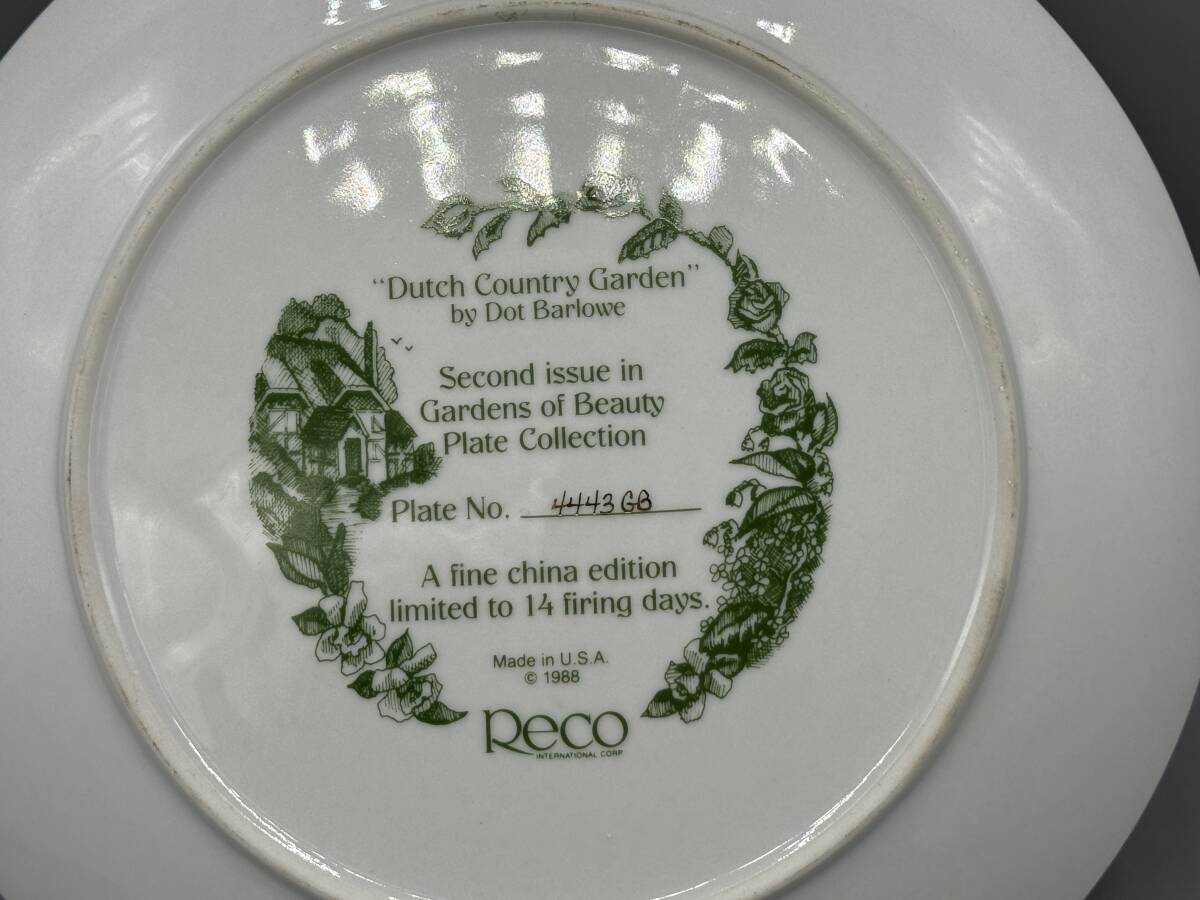 “Dutch Country Garden”
by Dot Barlowe
Second issue in
Gardens of Beauty
Plate Collection
Plate No. 4443GB
A fine china edition
limited to 14 firing days.
Made in U.S.A.
© 1988
Reco
INTERNATIONAL CORP.